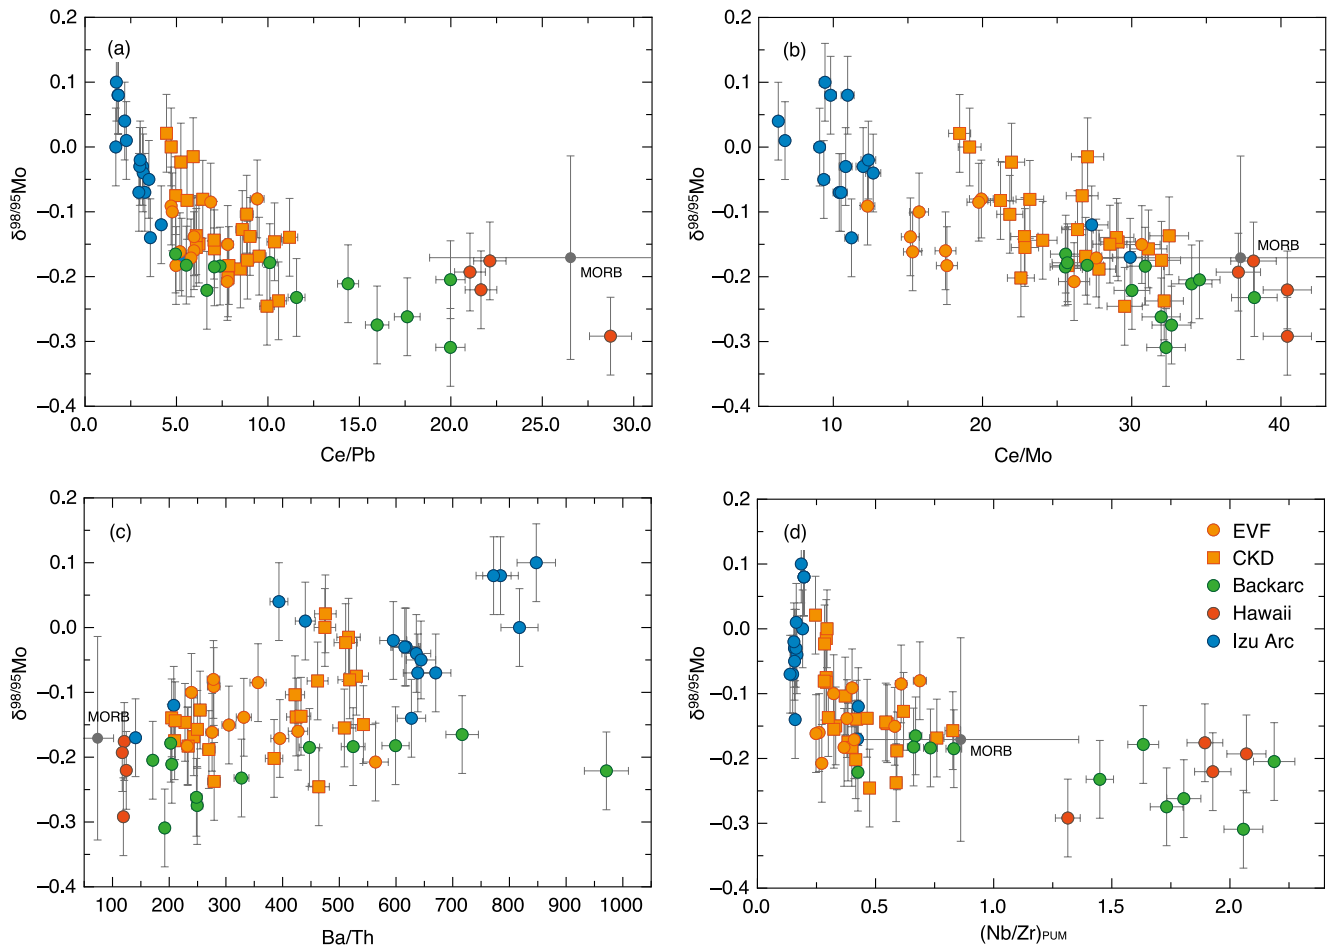 0.2
0.1
0.0
−0.1
−0.2
−0.3
−0.4
δ98/95Mo
(a)
MORB
0.0 5.0 10.0 15.0 20.0 25.0 30.0
Ce/Pb
0.2
0.1
0.0
−0.1
−0.2
−0.3
−0.4
δ98/95Mo
(b)
MORB
10 20 30 40
Ce/Mo
0.2
0.1
0.0
−0.1
−0.2
−0.3
−0.4
δ98/95Mo
(c)
MORB
100 200 300 400 500 600 700 800 900 1000
Ba/Th
0.2
0.1
0.0
−0.1
−0.2
−0.3
−0.4
δ98/95Mo
(d)
EVF
CKD
Backarc
Hawaii
Izu Arc
MORB
0.0 0.5 1.0 1.5 2.0
(Nb/Zr)PUM